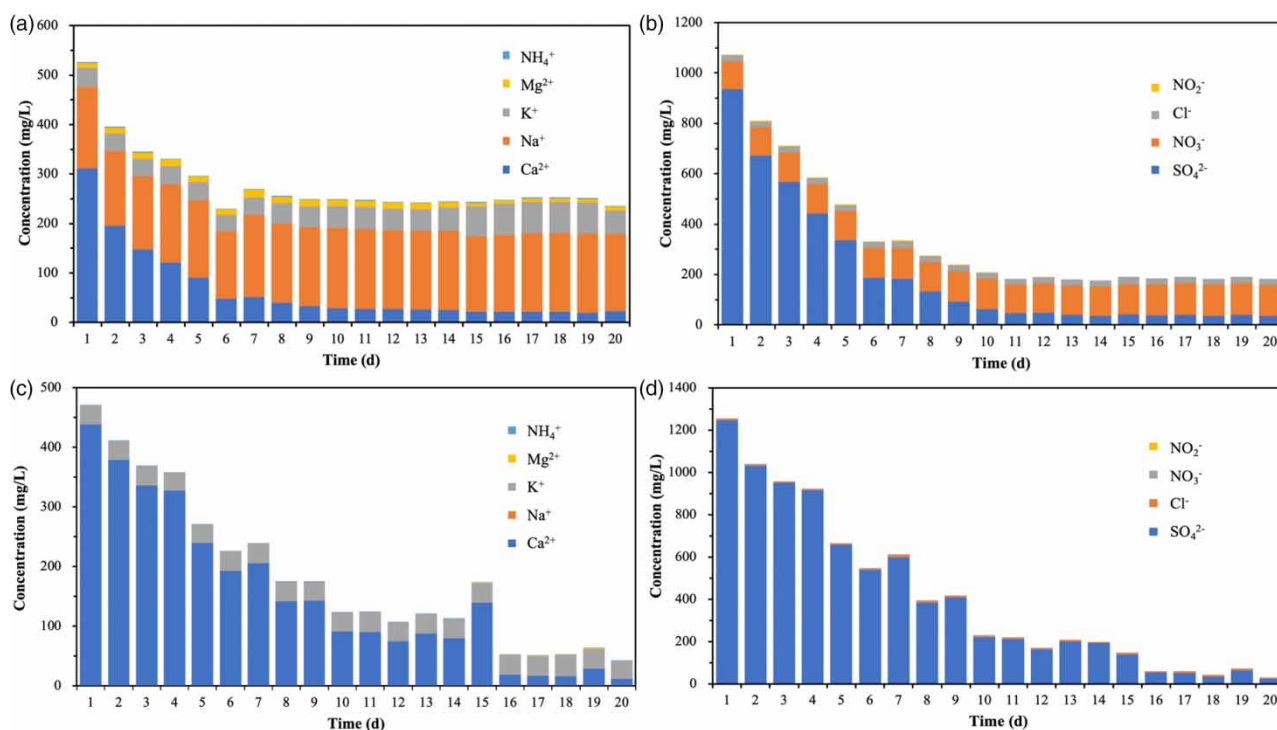 (a)
600
500
400
300
200
100
0
Concentration (mg/L)
NH₄⁺
Mg²⁺
K⁺
Na⁺
Ca²⁺
1 2 3 4 5 6 7 8 9 10 11 12 13 14 15 16 17 18 19 20
Time (d)
(b)
1200
1000
800
600
400
200
0
Concentration (mg/L)
NO₂⁻
Cl⁻
NO₃⁻
SO₄²⁻
1 2 3 4 5 6 7 8 9 10 11 12 13 14 15 16 17 18 19 20
Time (d)
(c)
500
400
300
200
100
0
Concentration (mg/L)
NH₄⁺
Mg²⁺
K⁺
Na⁺
Ca²⁺
1 2 3 4 5 6 7 8 9 10 11 12 13 14 15 16 17 18 19 20
Time (d)
(d)
1400
1200
1000
800
600
400
200
0
Concentration (mg/L)
NO₂⁻
NO₃⁻
Cl⁻
SO₄²⁻
1 2 3 4 5 6 7 8 9 10 11 12 13 14 15 16 17 18 19 20
Time (d)